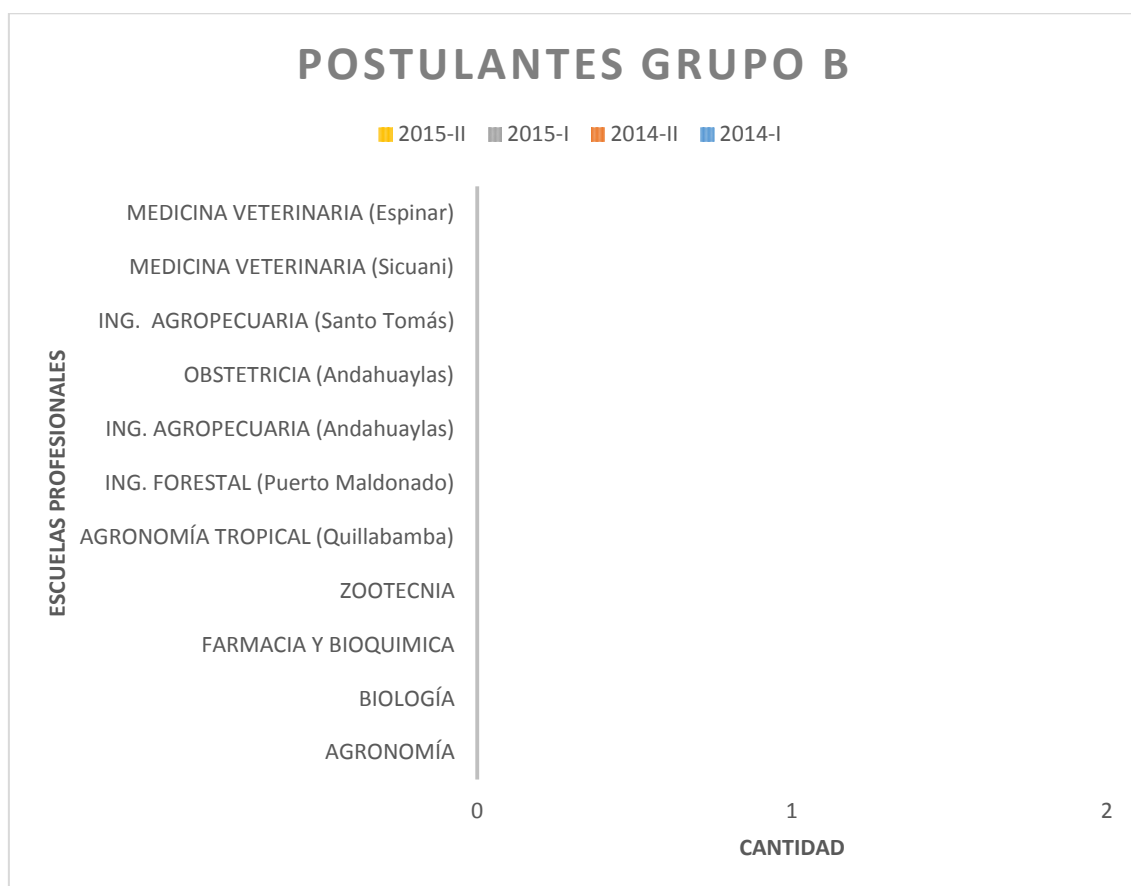 POSTULANTES GRUPO B
2015-II 2015-I 2014-II 2014-I
ESCUELAS PROFESIONALES
MEDICINA VETERINARIA (Espinar)
MEDICINA VETERINARIA (Sicuani)
ING.  AGROPECUARIA (Santo Tomás)
OBSTETRICIA (Andahuaylas)
ING. AGROPECUARIA (Andahuaylas)
ING. FORESTAL (Puerto Maldonado)
AGRONOMÍA TROPICAL (Quillabamba)
ZOOTECNIA
FARMACIA Y BIOQUIMICA
BIOLOGÍA
AGRONOMÍA
0 1 2
CANTIDAD